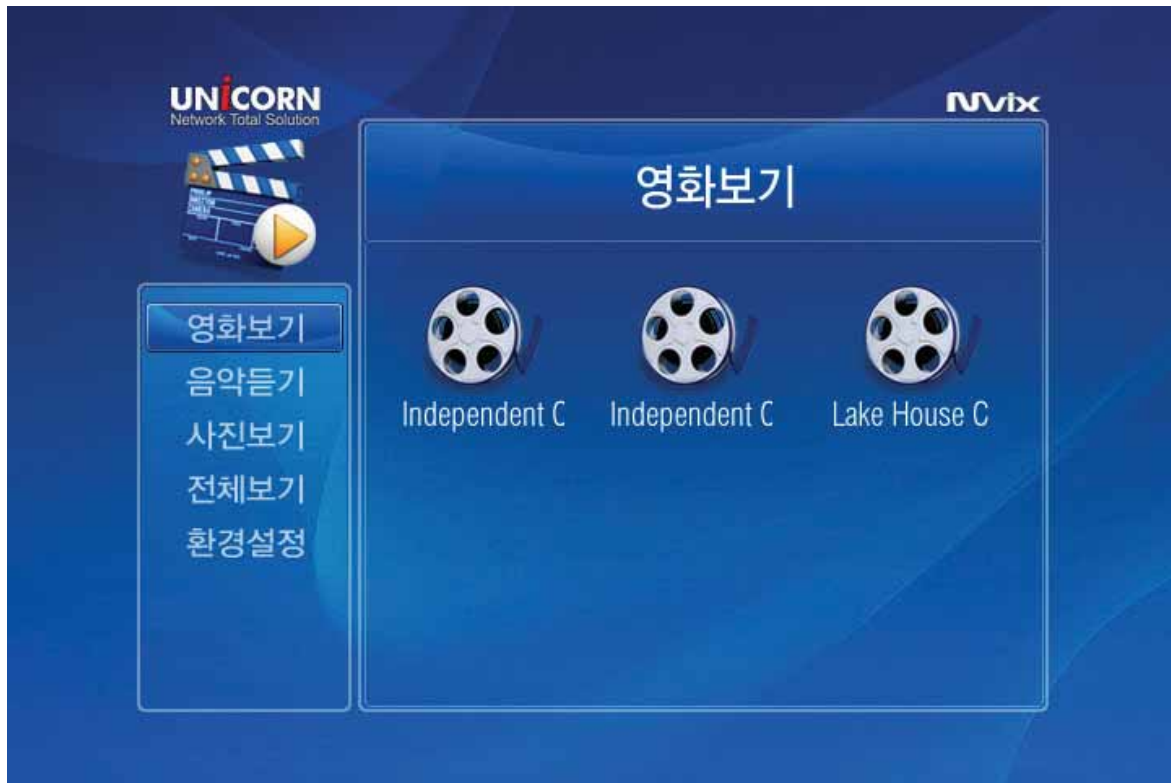 UNiCORN
Network Total Solution
Mvix
영화보기
영화보기
음악듣기
사진보기
전체보기
환경설정
Independent C
Independent C
Lake House C